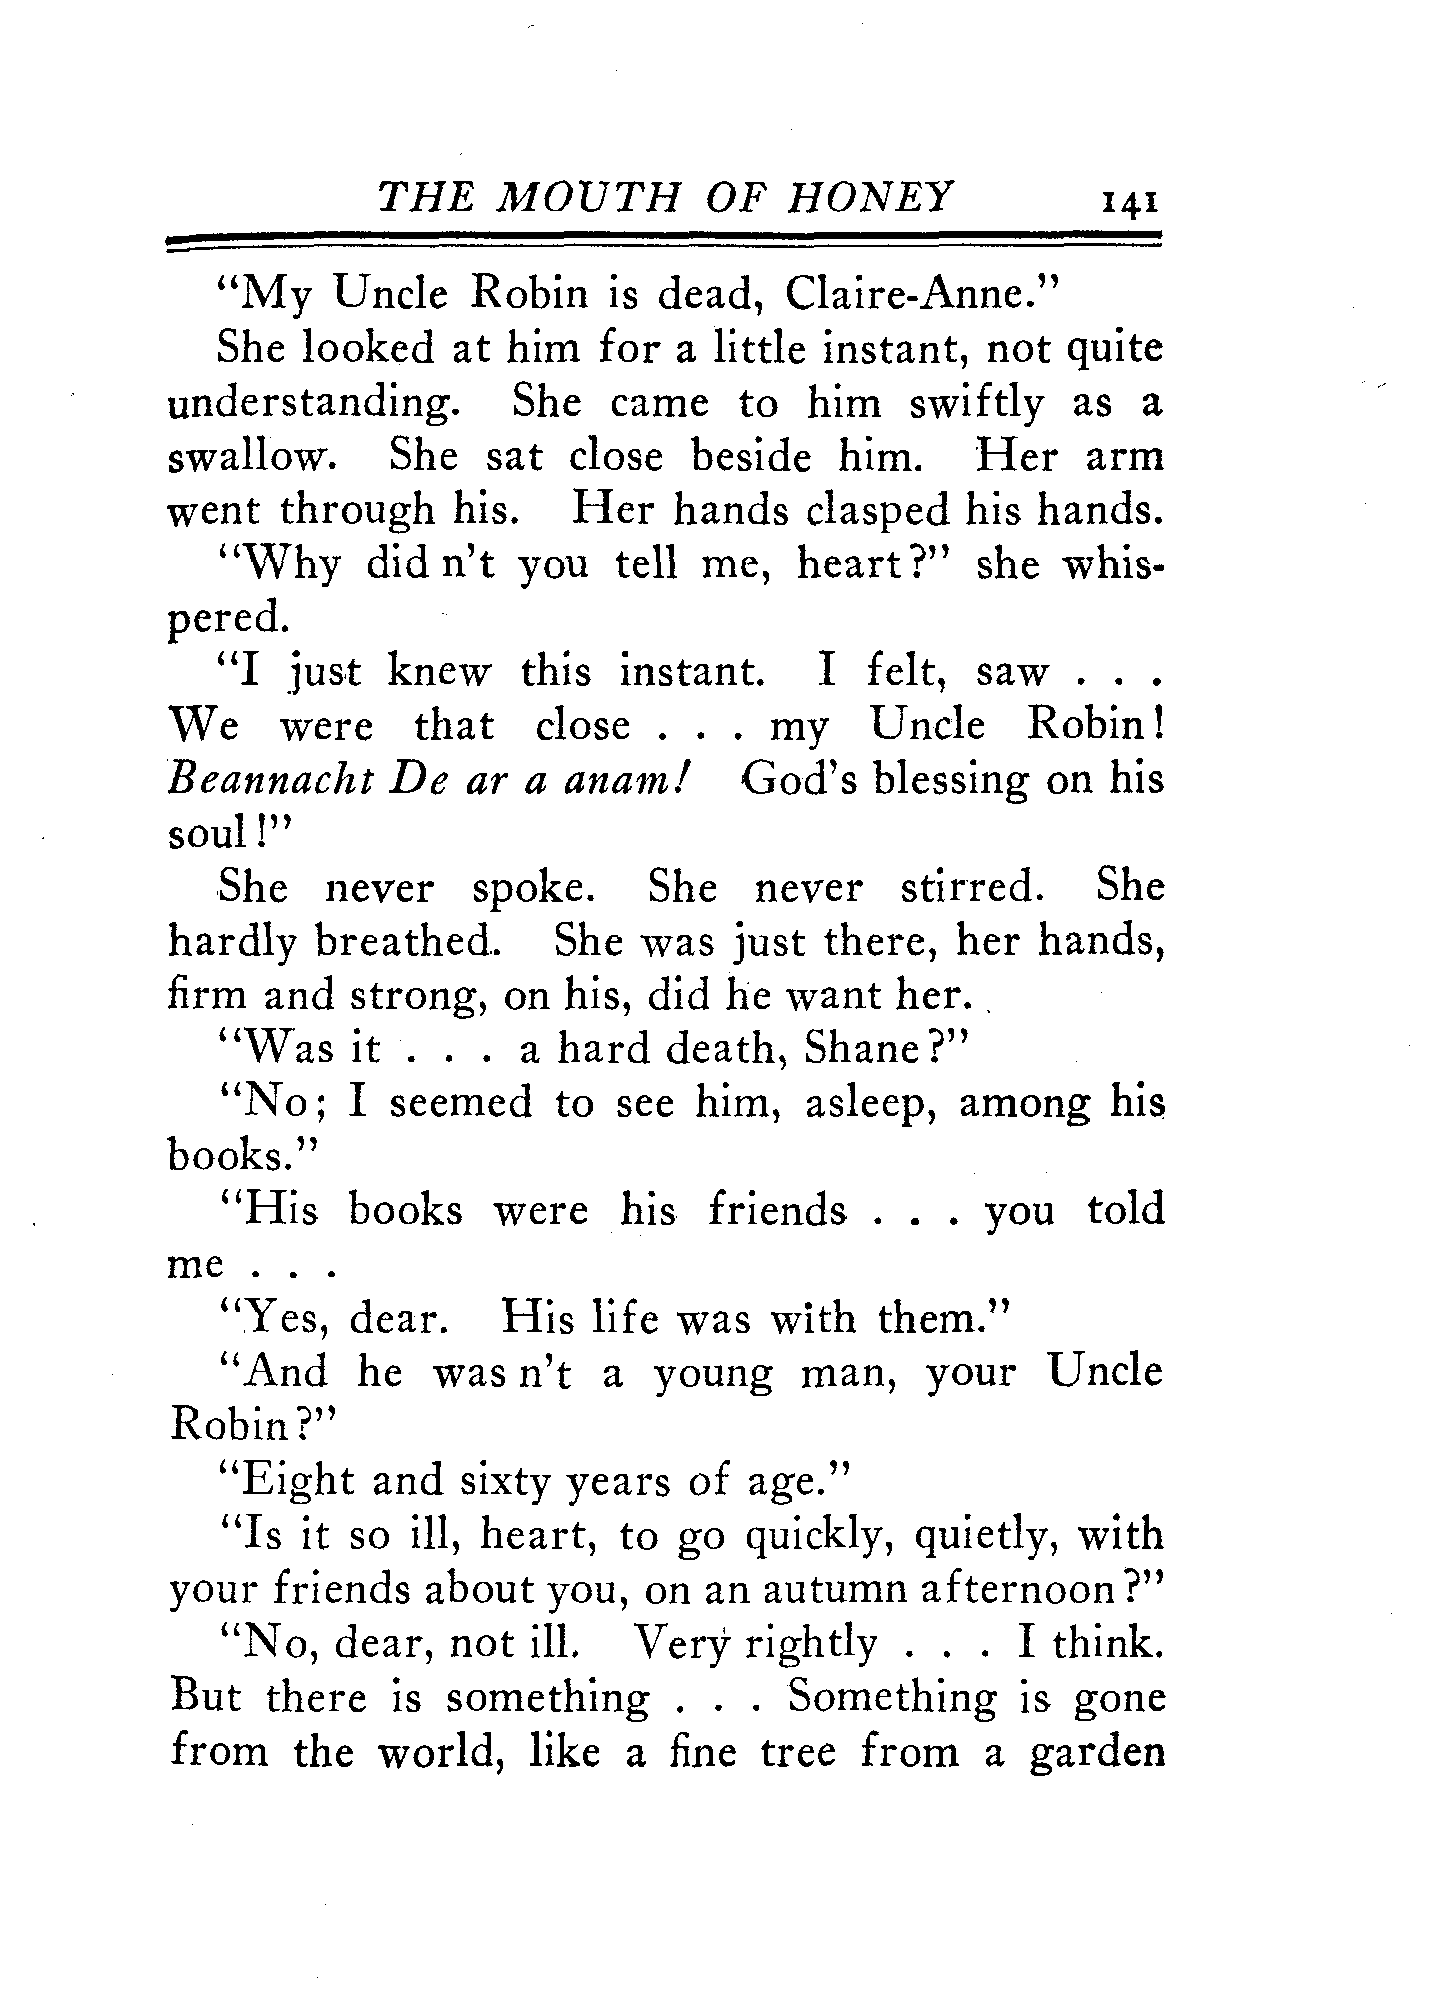 THE MOUTH OF HONEY 141
"My Uncle Robin is dead, Claire-Anne."
She looked at him for a little instant, not quite
understanding. She came to him swiftly as a
swallow. She sat close beside him. Her arm
went through his. Her hands clasped his hands.
"Why did n't you tell me, heart?" she whis-
pered.
"I just knew this instant. I felt, saw . . .
We were that close . . . my Uncle Robin!
Beannacht De ar a anam! God's blessing on his
soul!"
She never spoke. She never stirred. She
hardly breathed. She was just there, her hands,
firm and strong, on his, did he want her.
"Was it . . . a hard death, Shane?"
"No; I seemed to see him, asleep, among his
books."
"His books were his friends . . . you told
me . . .
"Yes, dear. His life was with them."
"And he was n't a young man, your Uncle
Robin?"
"Eight and sixty years of age."
"Is it so ill, heart, to go quickly, quietly, with
your friends about you, on an autumn afternoon?"
"No, dear, not ill. Very rightly . . . I think.
But there is something . . . Something is gone
from the world, like a fine tree from a garden